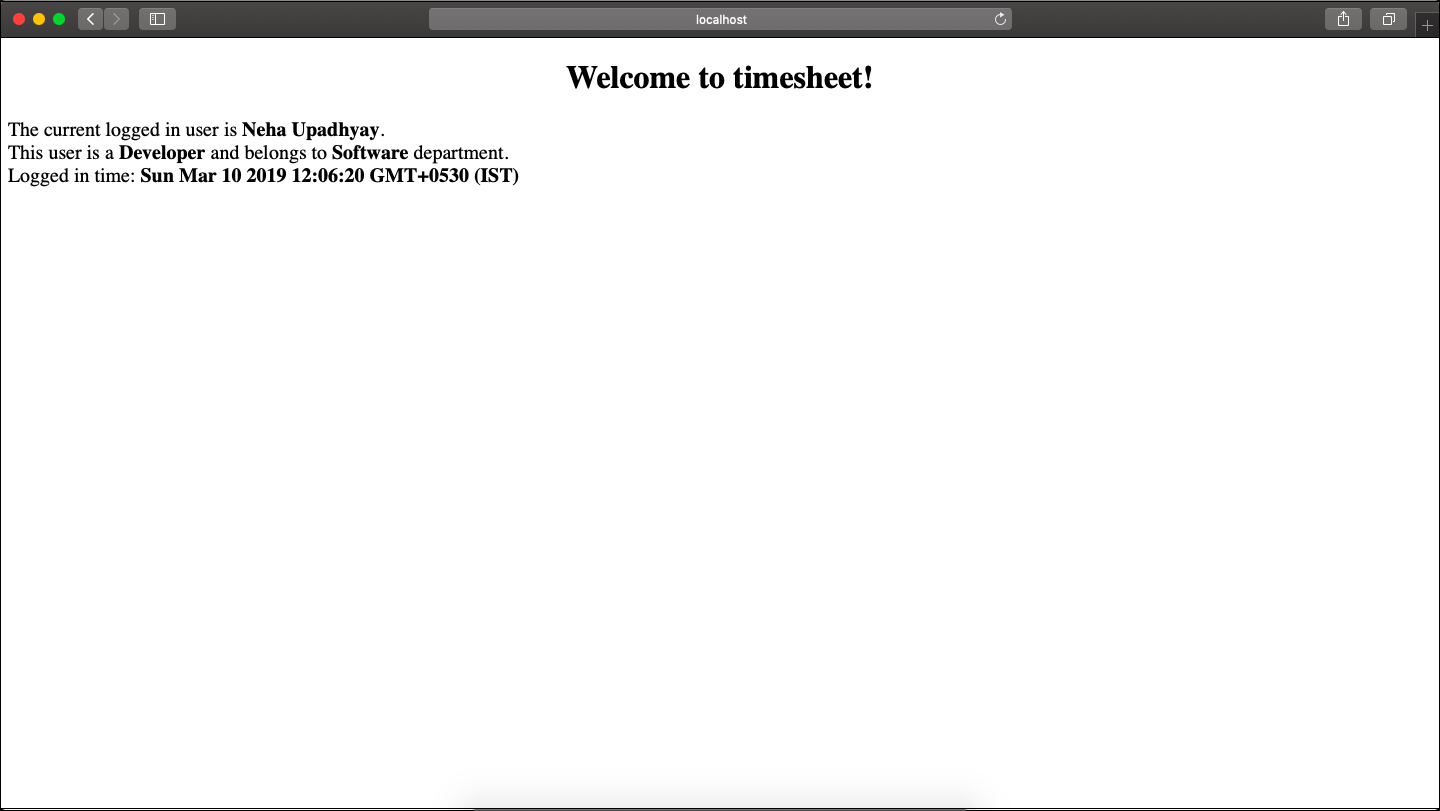 localhost
Welcome to timesheet!
The current logged in user is Neha Upadhyay.
This user is a Developer and belongs to Software department.
Logged in time: Sun Mar 10 2019 12:06:20 GMT+0530 (IST)